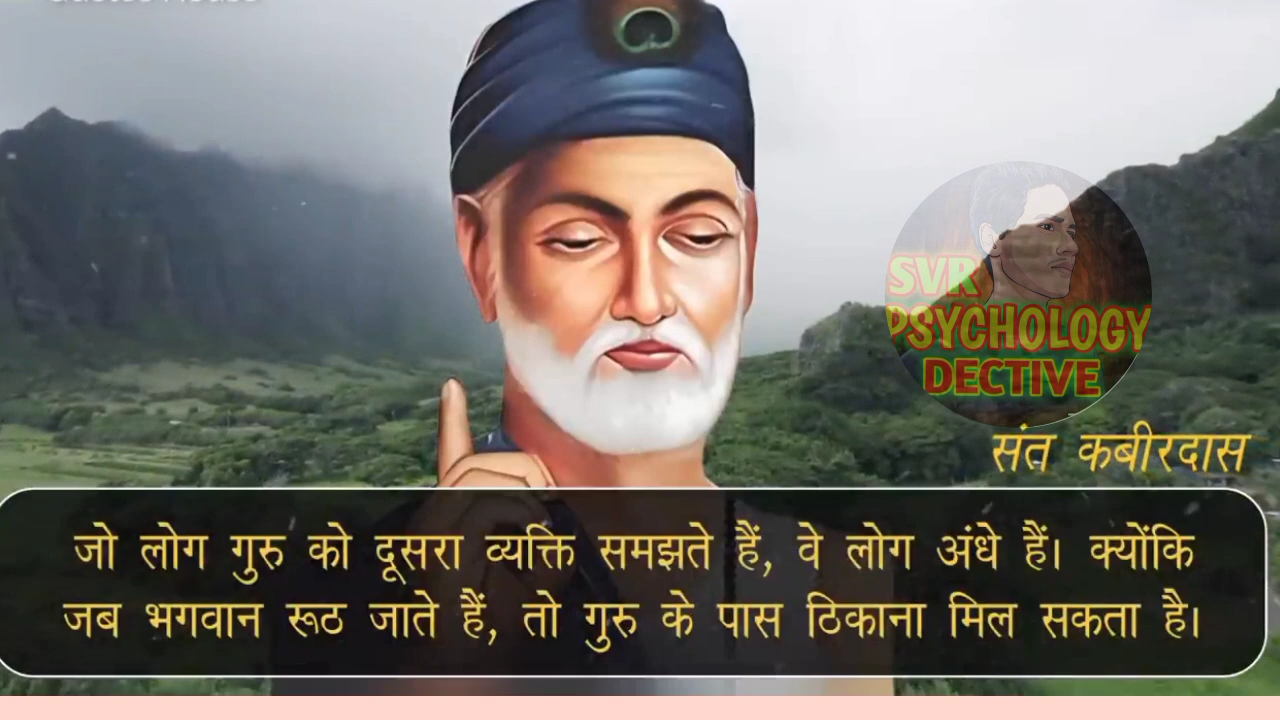 SVR
PSYCHOLOGY
DECTIVE
संत कबीरदास
जो लोग गुरु को दूसरा व्यक्ति समझते हैं, वे लोग अंधे हैं। क्योंकि
जब भगवान रूठ जाते हैं, तो गुरु के पास ठिकाना मिल सकता है।